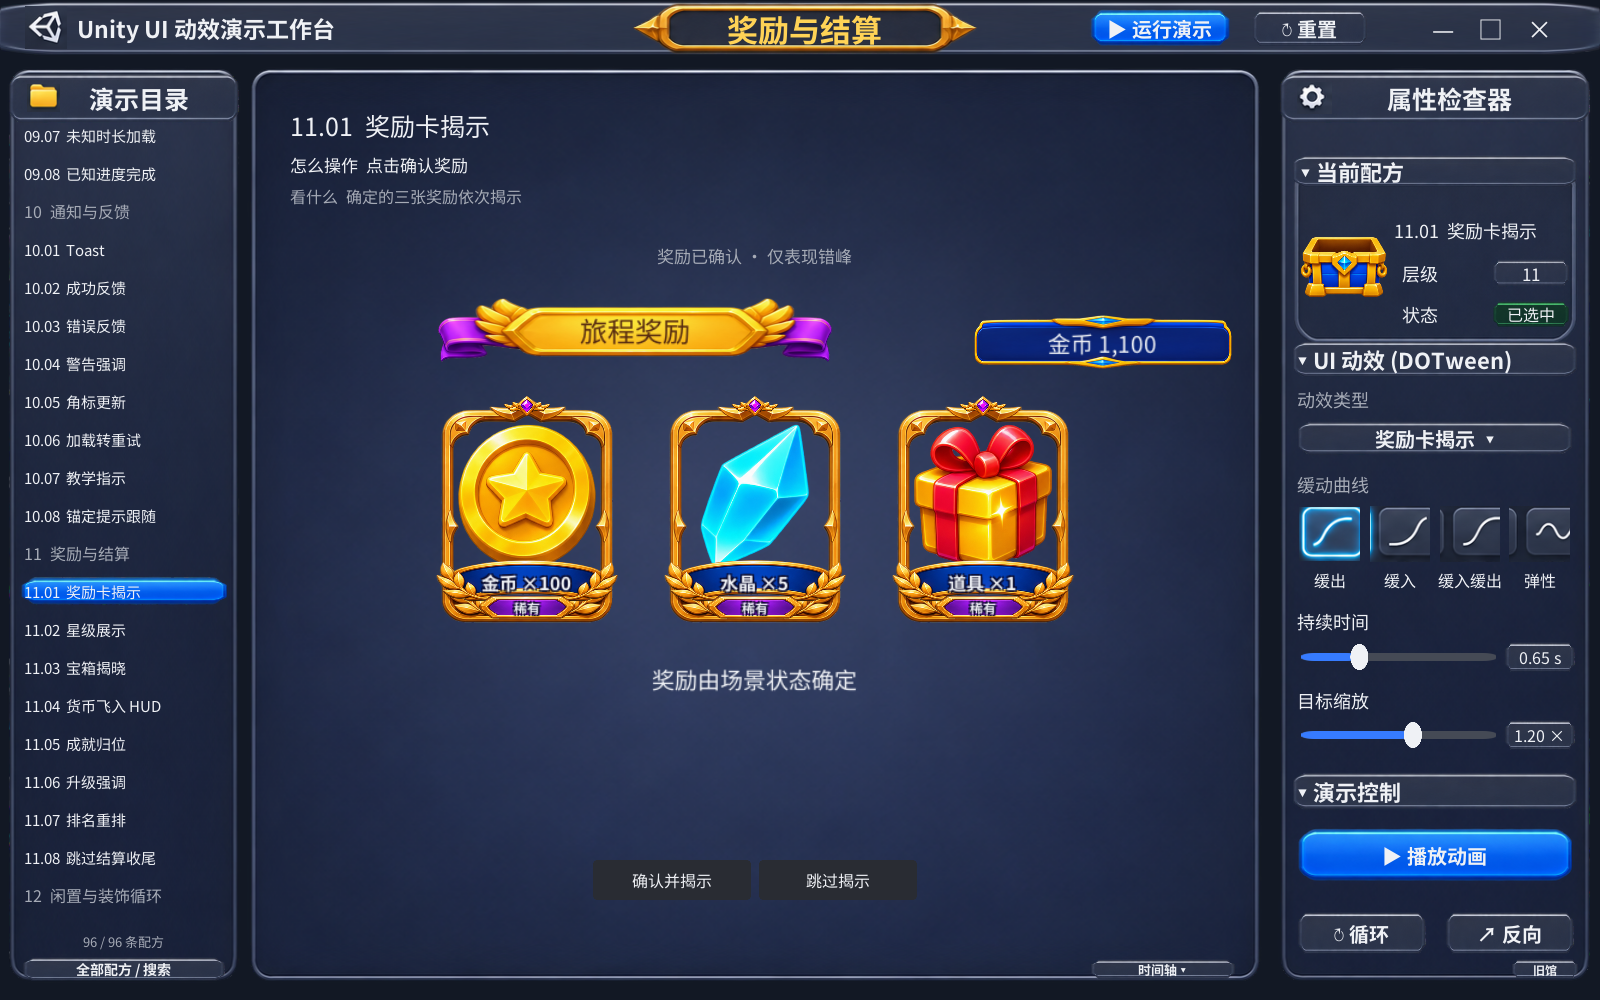 Unity UI 动效演示工作台
奖励与结算
▶ 运行演示
重置
演示目录
09.07 未知时长加载
09.08 已知进度完成
10 通知与反馈
10.01 Toast
10.02 成功反馈
10.03 错误反馈
10.04 警告强调
10.05 角标更新
10.06 加载转重试
10.07 教学指示
10.08 锚定提示跟随
11 奖励与结算
11.01 奖励卡揭示
11.02 星级展示
11.03 宝箱揭晓
11.04 货币飞入 HUD
11.05 成就归位
11.06 升级强调
11.07 排名重排
11.08 跳过结算收尾
12 闲置与装饰循环
96 / 96 条配方
全部配方 / 搜索
11.01 奖励卡揭示
怎么操作 点击确认奖励
看什么 确定的三张奖励依次揭示
奖励已确认 · 仅表现错峰
旅程奖励
金币 1,100
金币 ×100
稀有
水晶 ×5
稀有
道具 ×1
稀有
奖励由场景状态确定
确认并揭示
跳过揭示
时间轴 ▾
属性检查器
▾ 当前配方
11.01 奖励卡揭示
层级 11
状态 已选中
▾ UI 动效 (DOTween)
动效类型
奖励卡揭示 ▾
缓动曲线
缓出 缓入 缓入缓出 弹性
持续时间
0.65 s
目标缩放
1.20 ×
▾ 演示控制
▶ 播放动画
循环
↗ 反向
旧馆